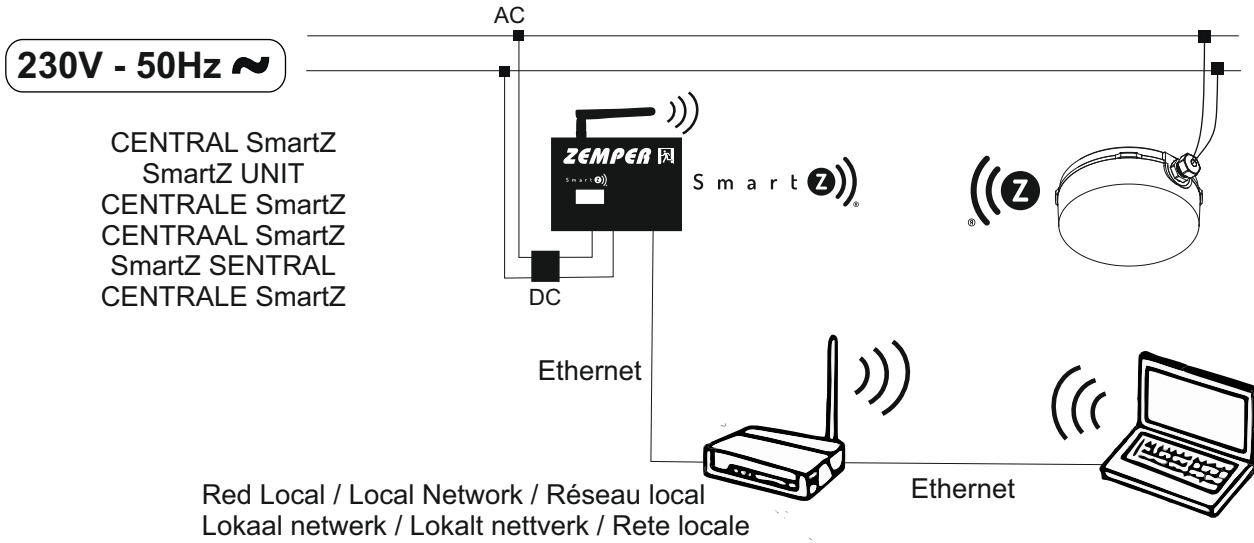 AC
230V - 50Hz ~
CENTRAL SmartZ
SmartZ UNIT
CENTRALE SmartZ
CENTRAAL SmartZ
SmartZ SENTRAL
CENTRALE SmartZ
ZEMPER
Smart Z
Smart Z ®
® Z
DC
Ethernet
Ethernet
Red Local / Local Network / Réseau local
Lokaal netwerk / Lokalt nettverk / Rete locale